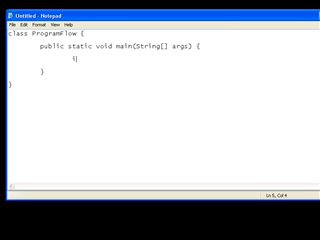 Untitled - Notepad
File Edit Format View Help
class ProgramFlow {
public static void main(String[] args) {
i
}
}
Ln 5, Col 4